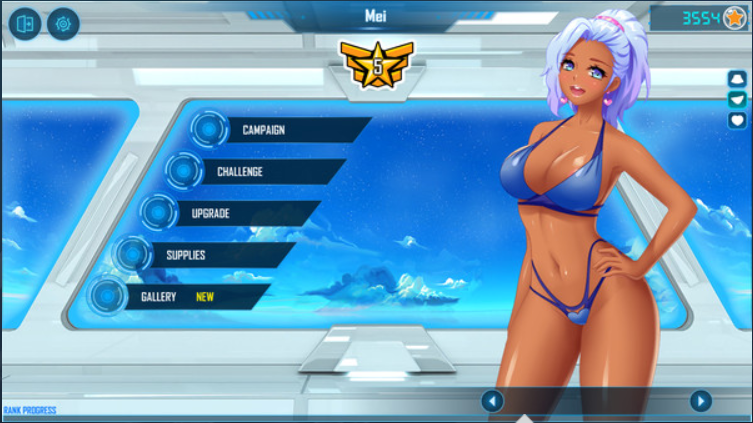 Mei
3554
5
CAMPAIGN
CHALLENGE
UPGRADE
SUPPLIES
GALLERY NEW
RANK PROGRESS